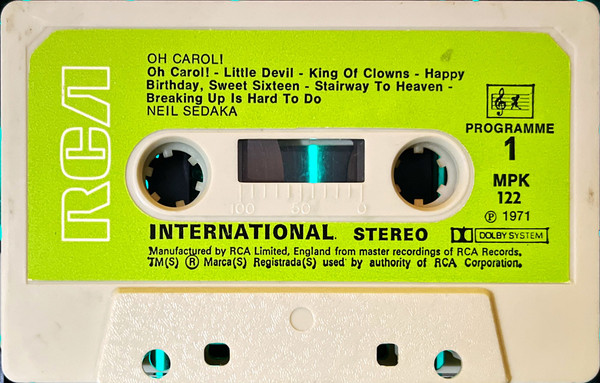 RCA
OH CAROL!
Oh Carol! - Little Devil - King Of Clowns - Happy
Birthday, Sweet Sixteen - Stairway To Heaven -
Breaking Up Is Hard To Do
NEIL SEDAKA
PROGRAMME
1
MPK
122
Ⓟ 1971
100 50 0
INTERNATIONAL STEREO DOLBY SYSTEM
Manufactured by RCA Limited, England from master recordings of RCA Records.
TM(S) ® Marca(S) Registrada(S) used by authority of RCA Corporation.